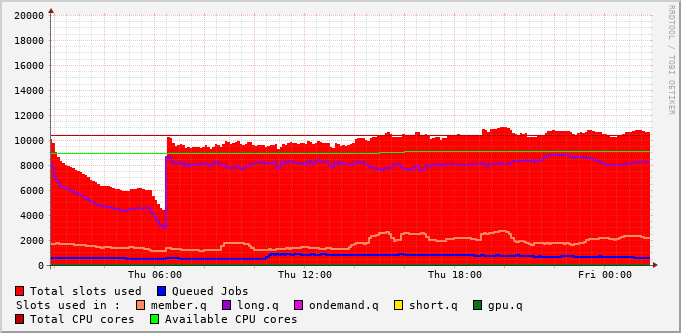 20000
18000
16000
14000
12000
10000
8000
6000
4000
2000
0
Thu 06:00 Thu 12:00 Thu 18:00 Fri 00:00
Total slots used Queued Jobs
Slots used in : member.q long.q ondemand.q short.q gpu.q
Total CPU cores Available CPU cores
RRDTOOL / TOBI OETIKER